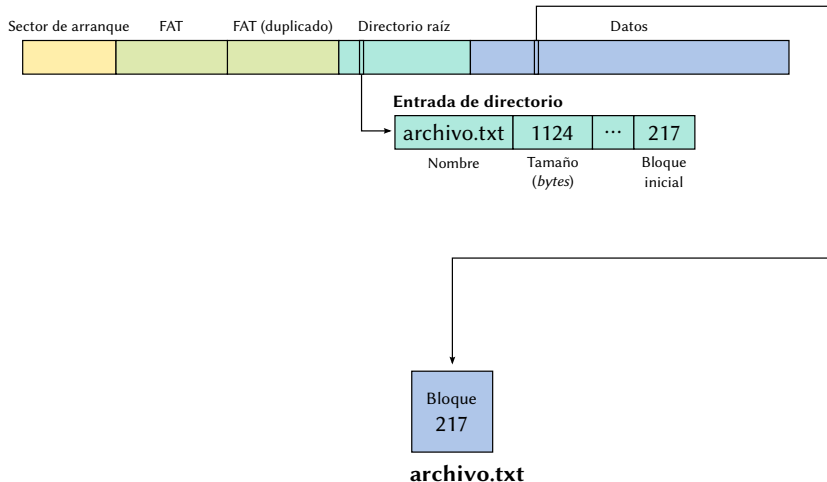 Sector de arranque FAT FAT (duplicado) Directorio raíz Datos
Entrada de directorio
archivo.txt 1124 ... 217
Nombre Tamaño Bloque
(bytes) inicial
Bloque
217
archivo.txt